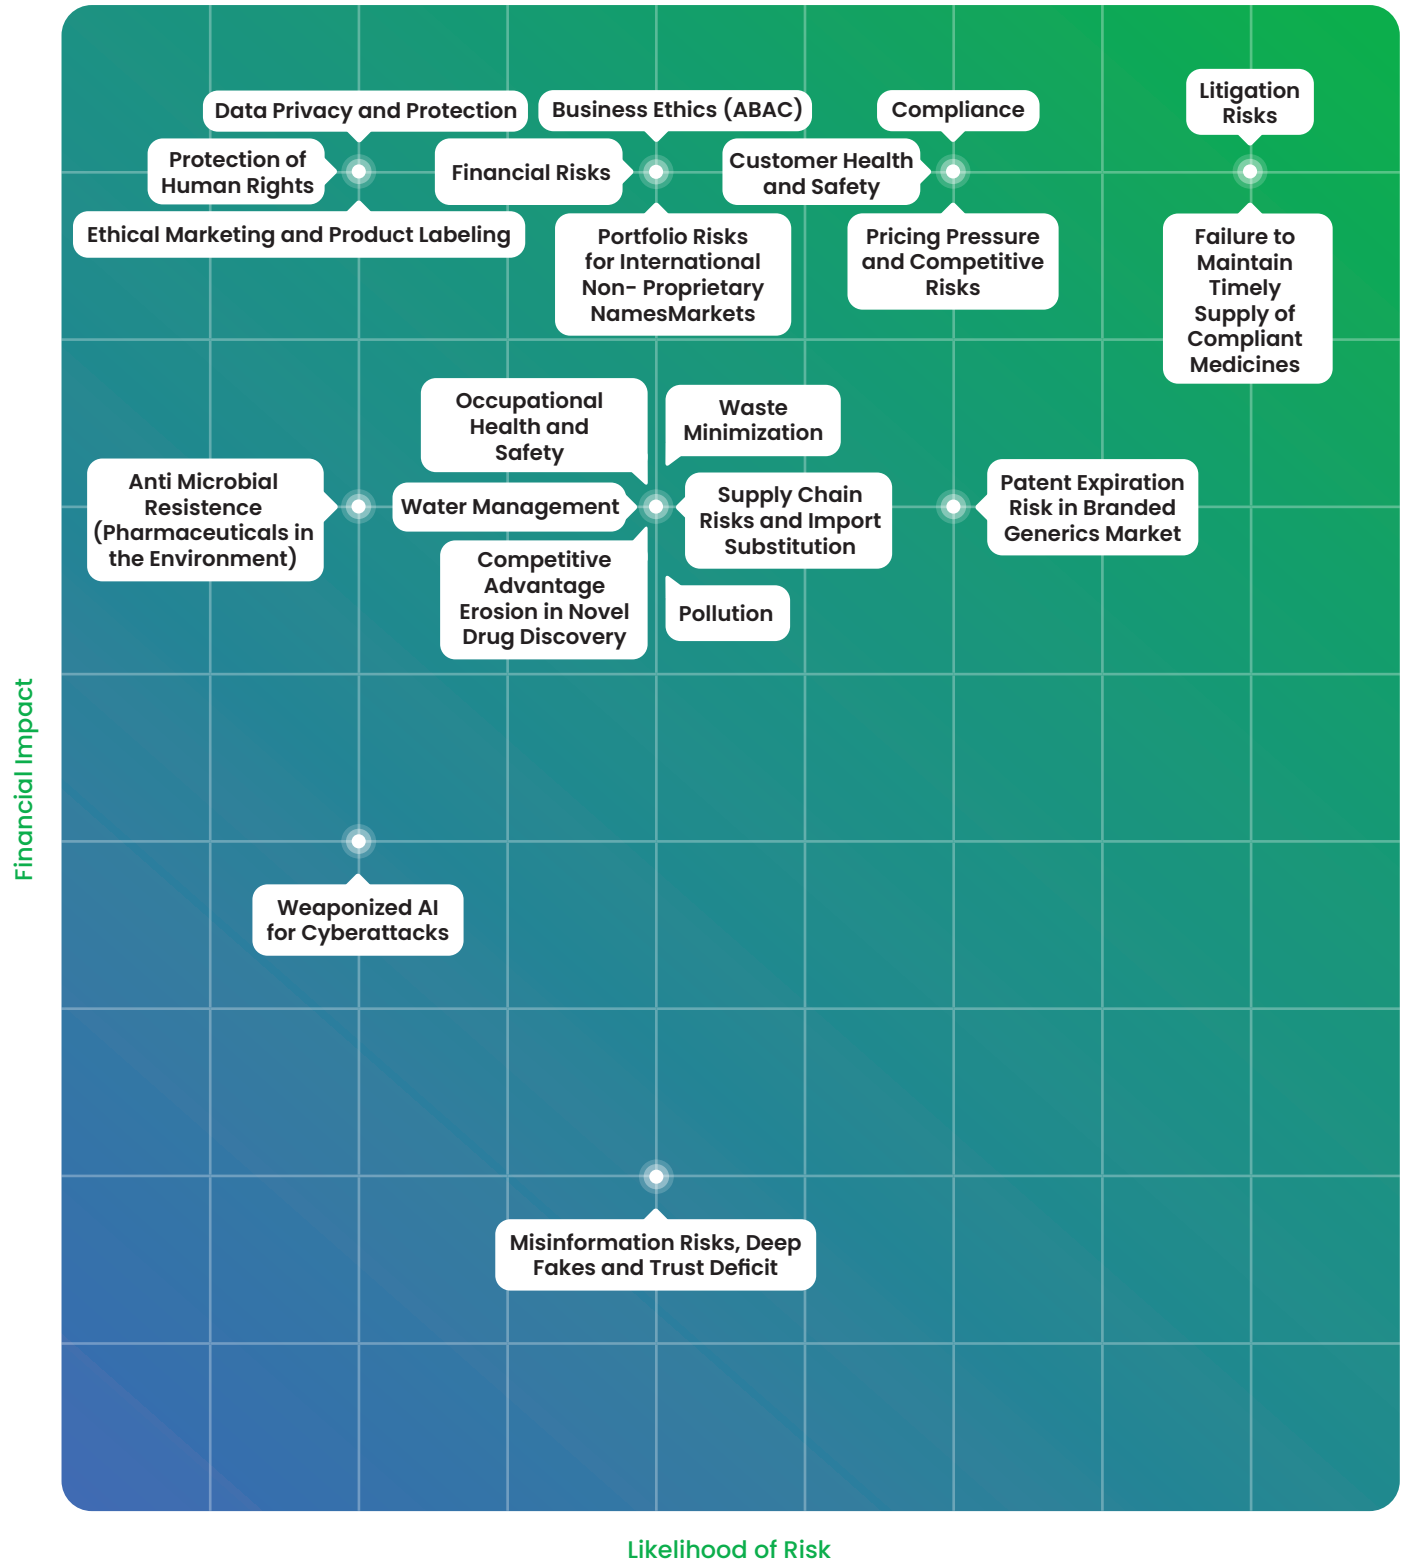 Data Privacy and Protection
Business Ethics (ABAC)
Compliance
Litigation
Risks
Protection of
Human Rights
Financial Risks
Customer Health
and Safety
Ethical Marketing and Product Labeling
Portfolio Risks
for International
Non- Proprietary
NamesMarkets
Pricing Pressure
and Competitive
Risks
Failure to
Maintain
Timely
Supply of
Compliant
Medicines
Occupational
Health and
Safety
Waste
Minimization
Anti Microbial
Resistence
(Pharmaceuticals in
the Environment)
Water Management
Supply Chain
Risks and Import
Substitution
Patent Expiration
Risk in Branded
Generics Market
Competitive
Advantage
Erosion in Novel
Drug Discovery
Pollution
Financial Impact
Weaponized AI
for Cyberattacks
Misinformation Risks, Deep
Fakes and Trust Deficit
Likelihood of Risk